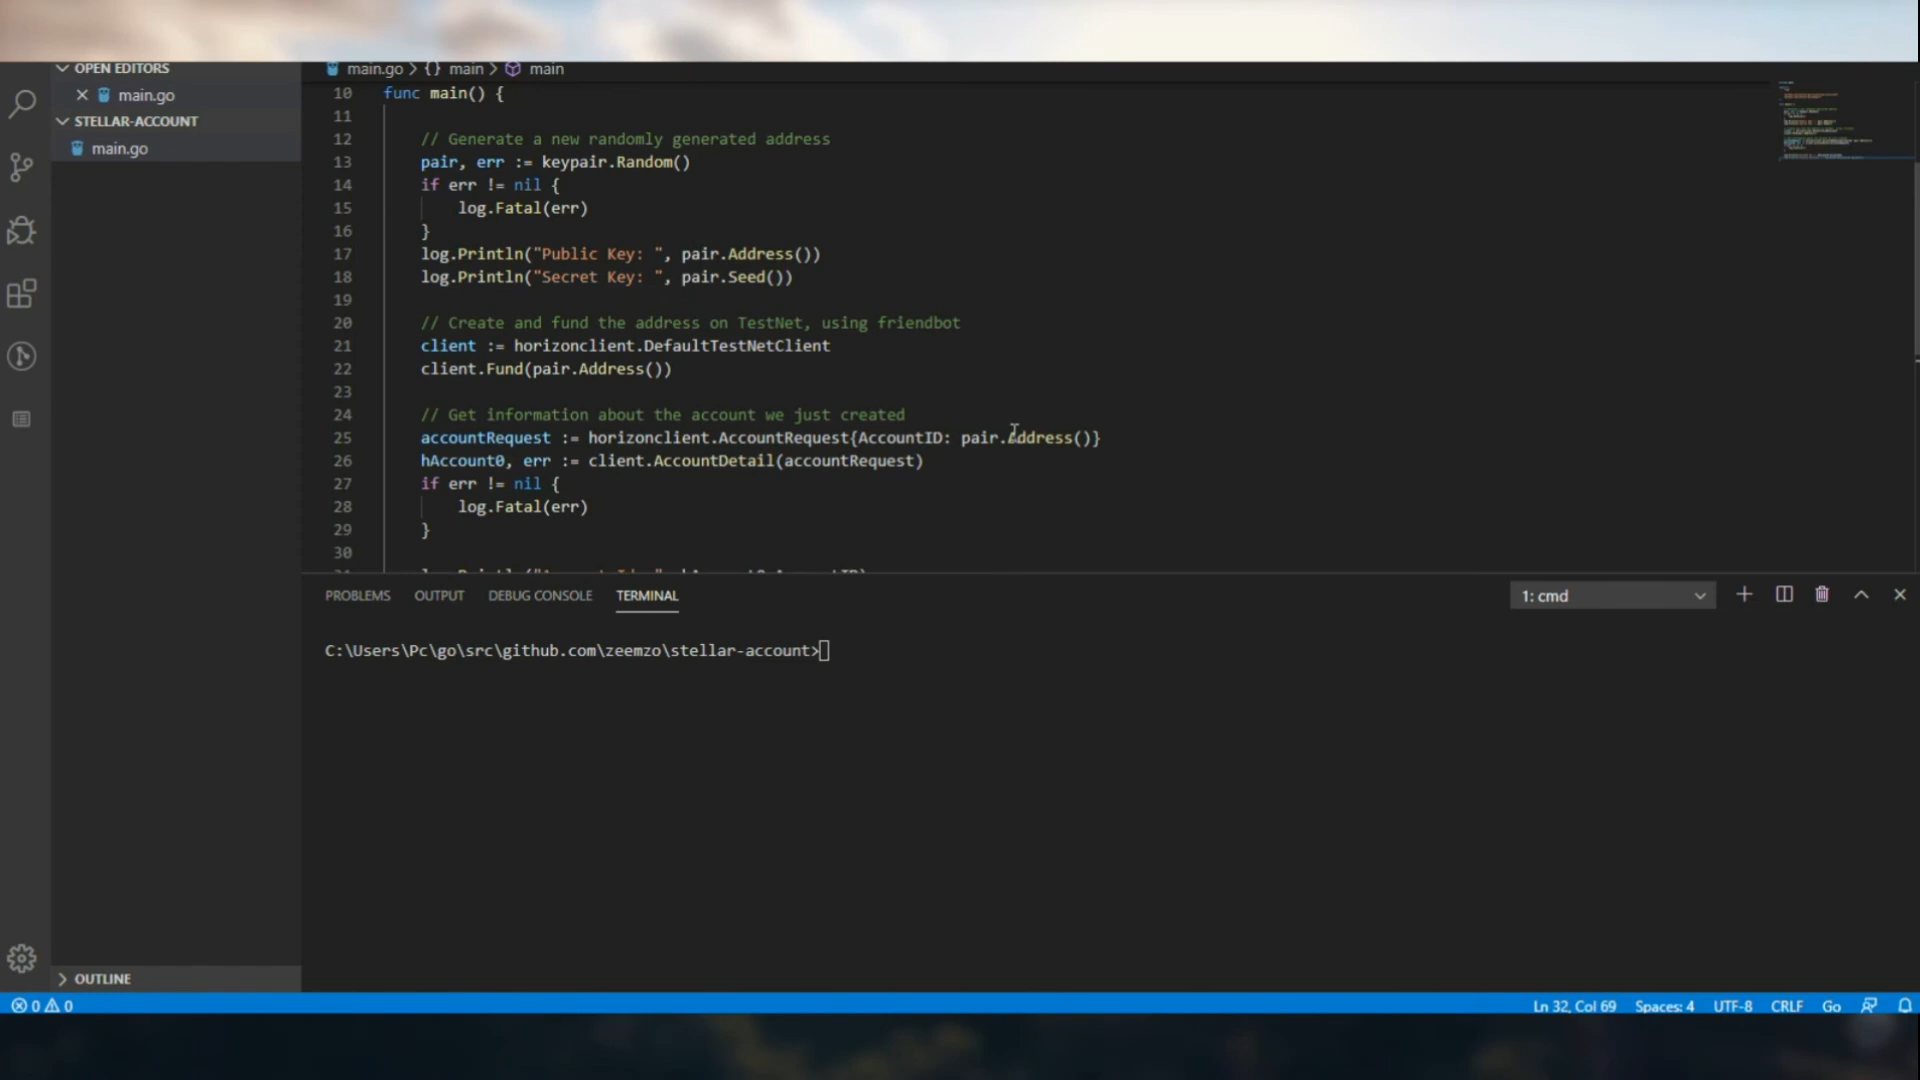 OPEN EDITORS
main.go
STELLAR-ACCOUNT
main.go
OUTLINE
main.go > {} main > main
10 func main() {
11
12 // Generate a new randomly generated address
13 pair, err := keypair.Random()
14 if err != nil {
15 log.Fatal(err)
16 }
17 log.Println("Public Key: ", pair.Address())
18 log.Println("Secret Key: ", pair.Seed())
19
20 // Create and fund the address on TestNet, using friendbot
21 client := horizonclient.DefaultTestNetClient
22 client.Fund(pair.Address())
23
24 // Get information about the account we just created
25 accountRequest := horizonclient.AccountRequest{AccountID: pair.Address()}
26 hAccount0, err := client.AccountDetail(accountRequest)
27 if err != nil {
28 log.Fatal(err)
29 }
30
PROBLEMS OUTPUT DEBUG CONSOLE TERMINAL 1: cmd
C:\Users\Pc\go\src\github.com\zeemzo\stellar-account>
0 0 Ln 32, Col 69 Spaces: 4 UTF-8 CRLF Go